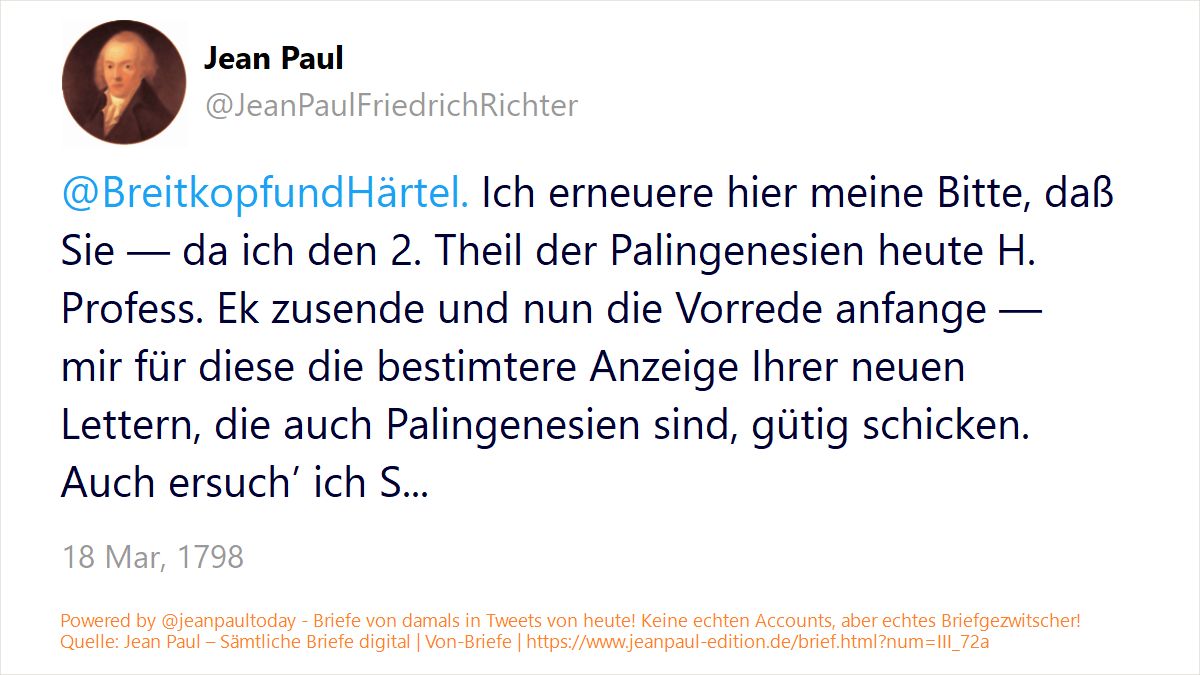 Jean Paul
@JeanPaulFriedrichRichter
@BreitkopfundHärtel. Ich erneuere hier meine Bitte, daß
Sie — da ich den 2. Theil der Palingenesien heute H.
Profess. Ek zusende und nun die Vorrede anfange —
mir für diese die bestimtere Anzeige Ihrer neuen
Lettern, die auch Palingenesien sind, gütig schicken.
Auch ersuch’ ich S...
18 Mar, 1798
Powered by @jeanpaultoday - Briefe von damals in Tweets von heute! Keine echten Accounts, aber echtes Briefgezwitscher!
Quelle: Jean Paul – Sämtliche Briefe digital | Von-Briefe | https://www.jeanpaul-edition.de/brief.html?num=III_72a